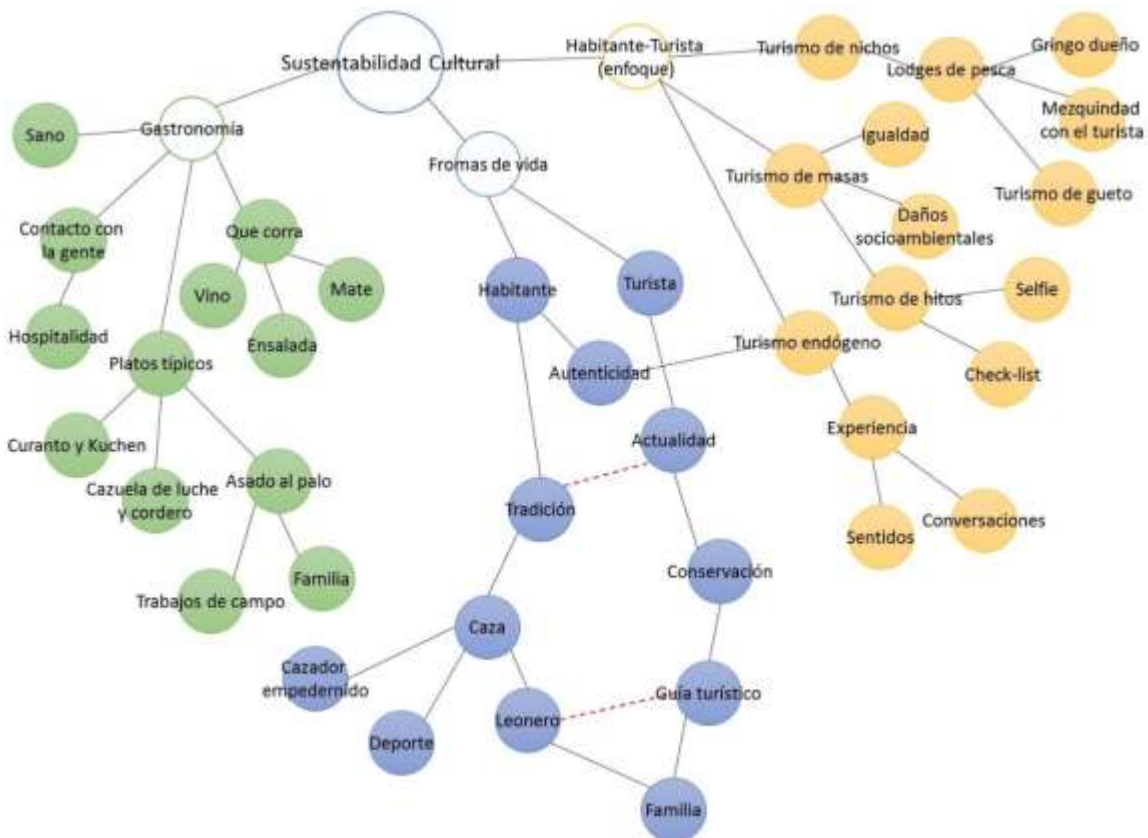 Sustentabilidad Cultural
Habitante-Turista
(enfoque)
Turismo de nichos
Gringo dueño
Lodges de pesca
Mezquindad
con el turista
Turismo de gueto
Sano
Gastronomía
Fromas de vida
Igualdad
Turismo de masas
Daños
socioambientales
Contacto con
la gente
Que corra
Vino
Mate
Ensalada
Hospitalidad
Habitante
Turista
Turismo de hitos
Selfie
Check-list
Platos típicos
Autenticidad
Turismo endógeno
Curanto y Kuchen
Cazuela de luche
y cordero
Asado al palo
Trabajos de campo
Familia
Actualidad
Tradición
Experiencia
Sentidos
Conversaciones
Conservación
Caza
Cazador
empedernido
Deporte
Leonero
Guía turístico
Familia